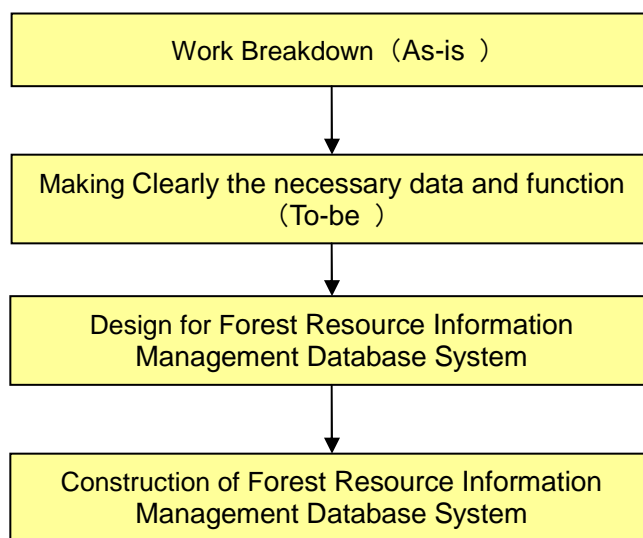 Work Breakdown（As-is ）
Making Clearly the necessary data and function
（To-be ）
Design for Forest Resource Information
Management Database System
Construction of Forest Resource Information
Management Database System